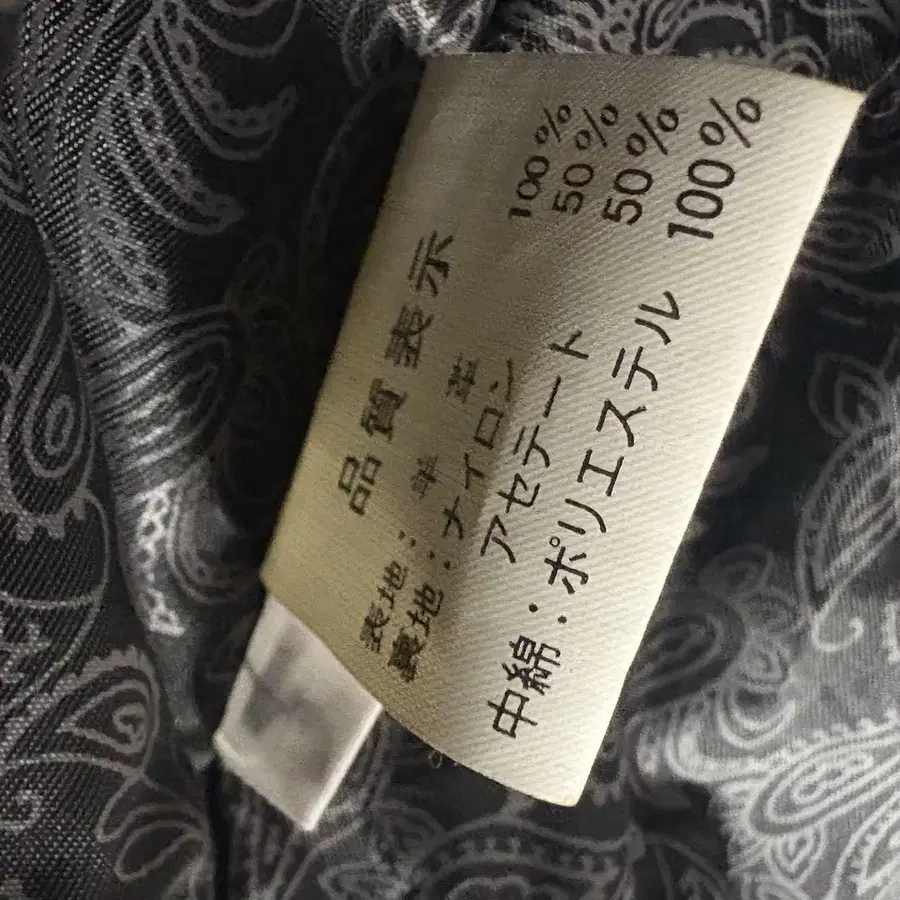 品質表示
表地： 革 100%
裏地：ナイロン 50%
アセテート 50%
中綿：ポリエステル 100%